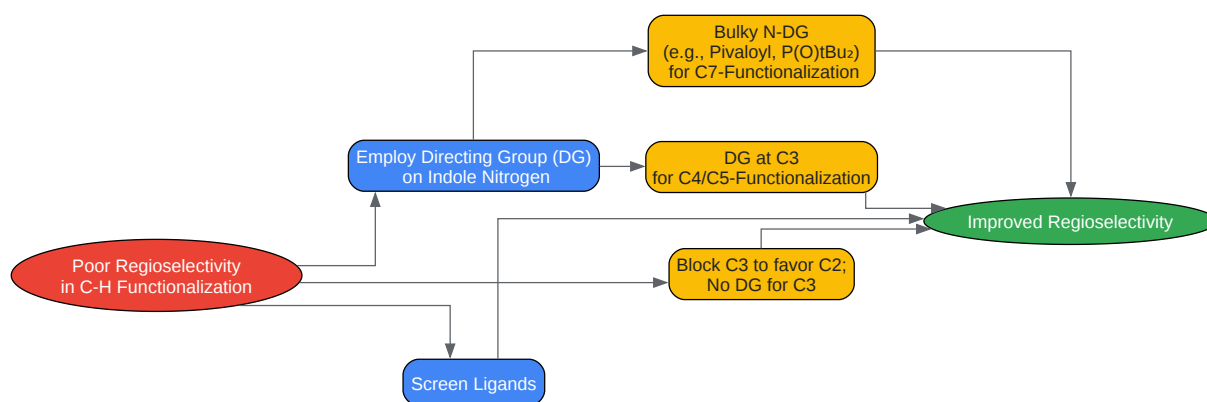 Bulky N-DG
(e.g., Pivaloyl, P(O)tBu₂)
for C7-Functionalization
Employ Directing Group (DG)
on Indole Nitrogen
DG at C3
for C4/C5-Functionalization
Improved Regioselectivity
Poor Regioselectivity
in C-H Functionalization
Block C3 to favor C2;
No DG for C3
Screen Ligands